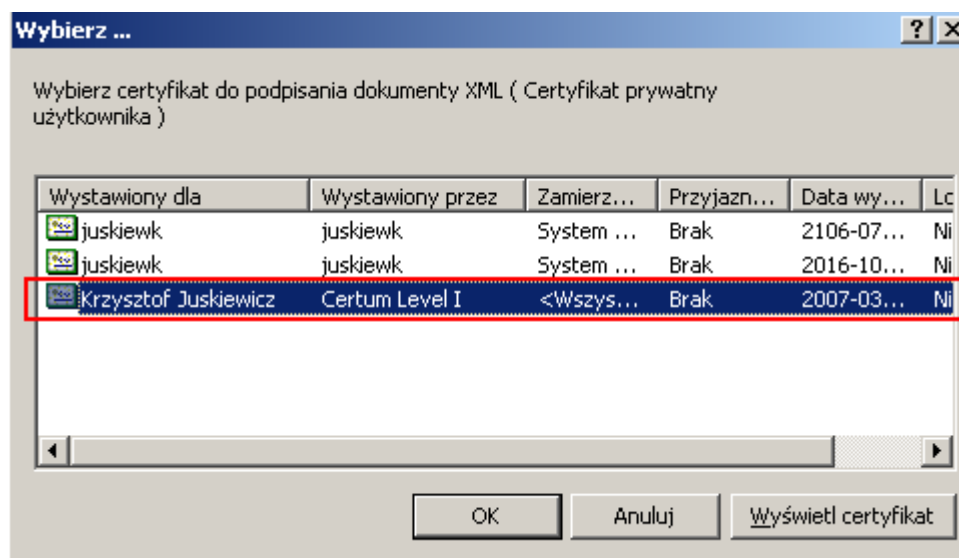 Wybierz ...
Wybierz certyfikat do podpisania dokumenty XML ( Certyfikat prywatny
użytkownika )
Wystawiony dla Wystawiony przez Zamierz... Przyjazn... Data wy... Lc
juskiewk juskiewk System ... Brak 2106-07... Ni
juskiewk juskiewk System ... Brak 2016-10... Ni
Krzysztof Juskiewicz Certum Level I <Wszys... Brak 2007-03... Ni
OK Anuluj Wyświetl certyfikat